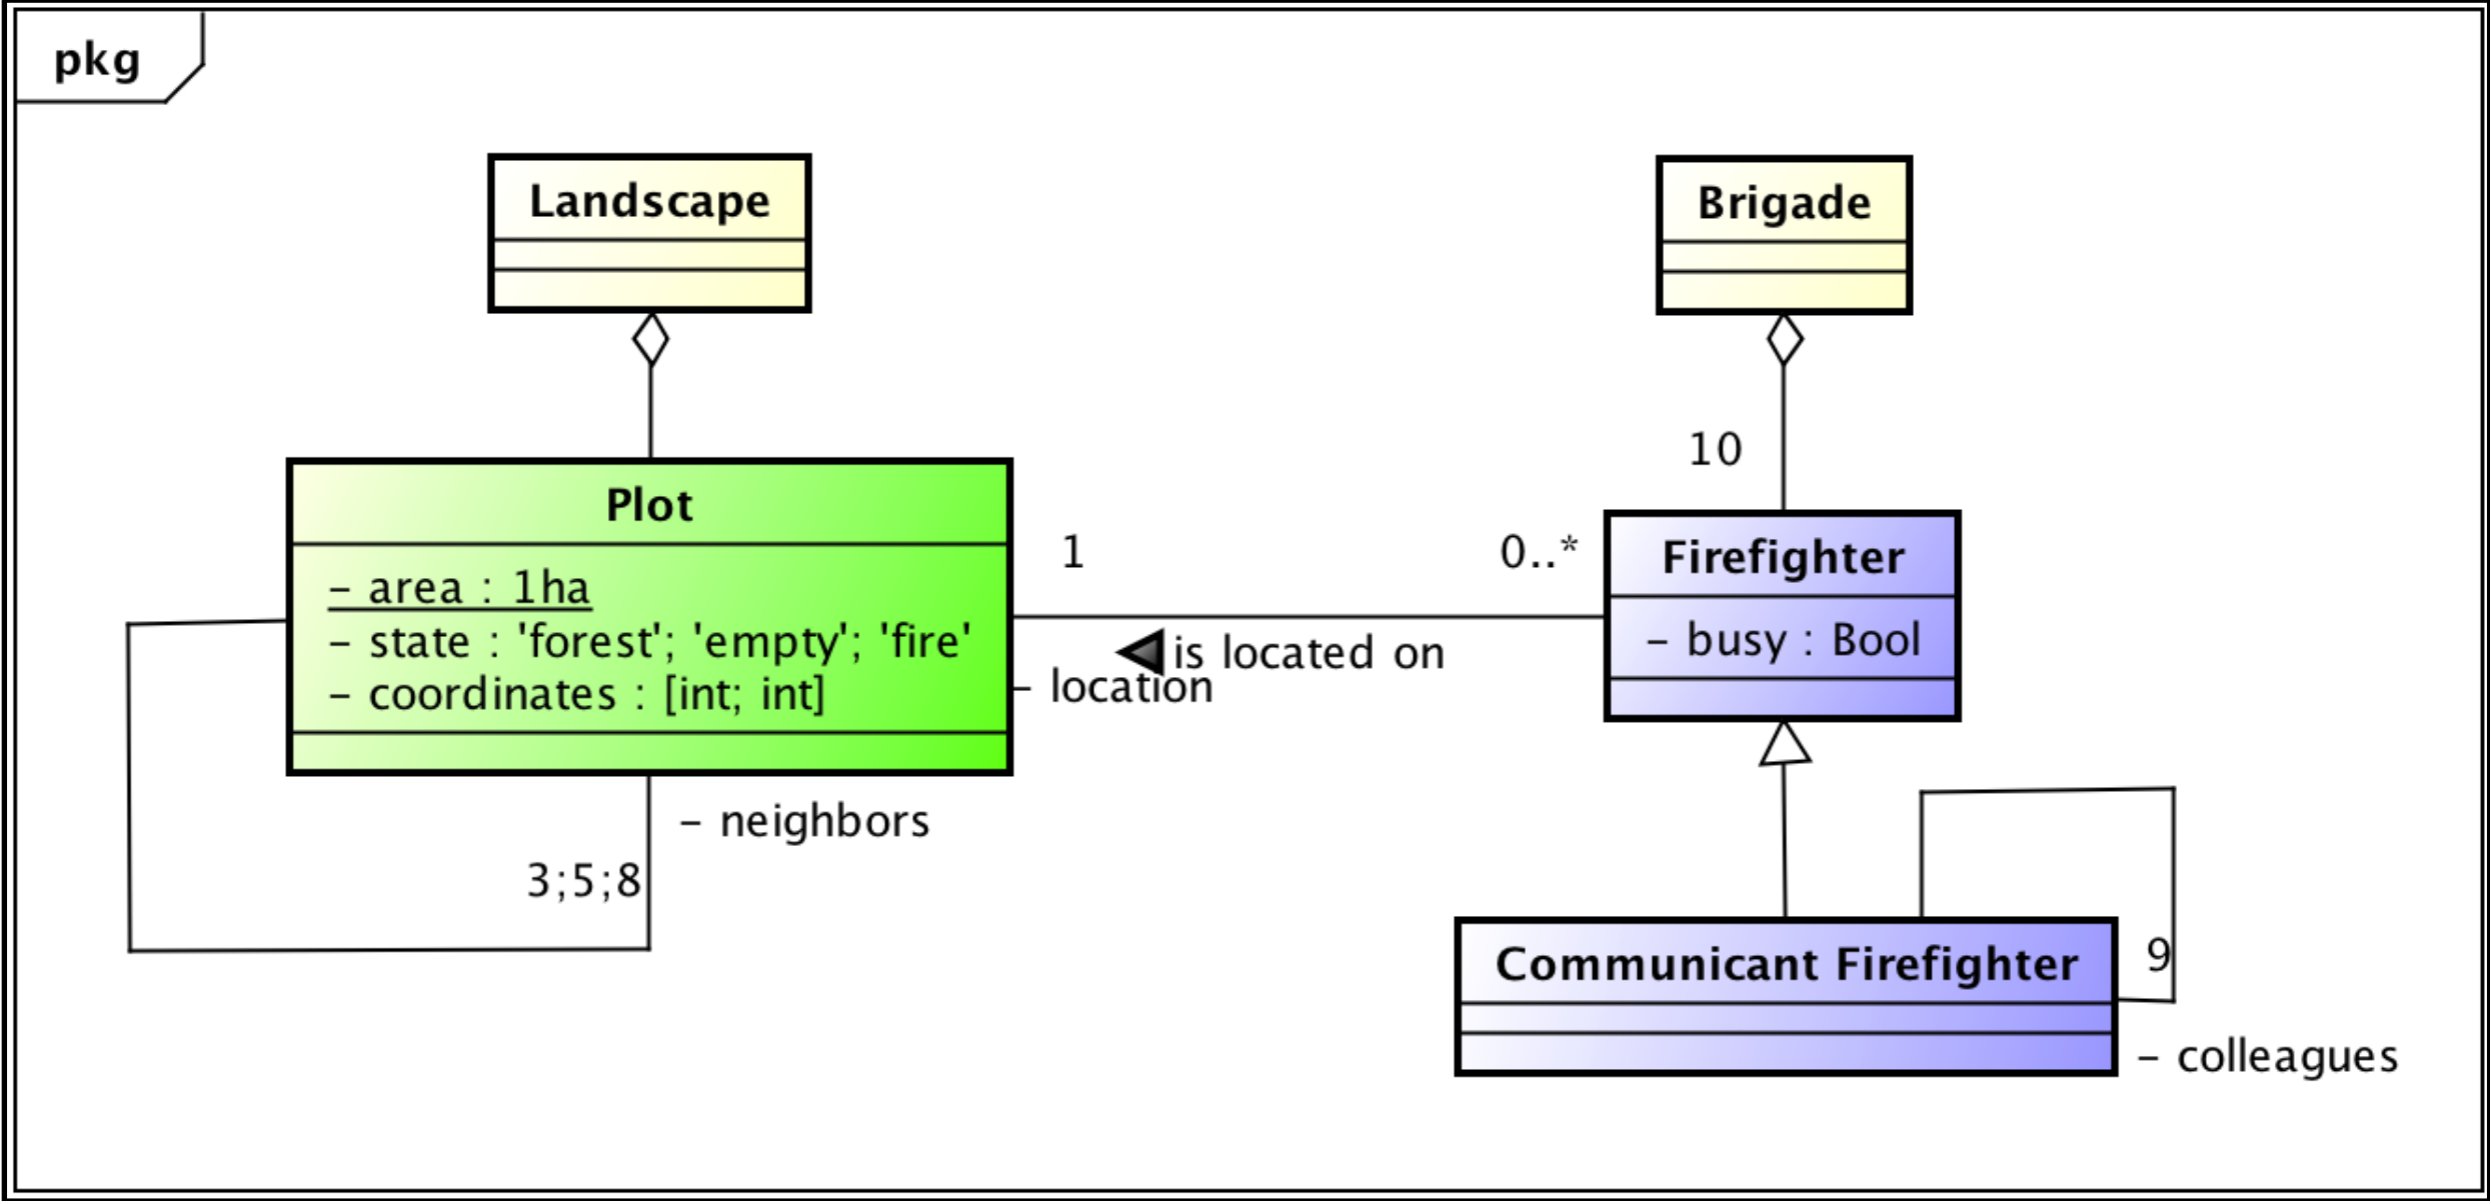 pkg
Landscape
Brigade
10
Plot
– area : 1ha
– state : 'forest'; 'empty'; 'fire'
– coordinates : [int; int]
1
0..*
is located on
– location
Firefighter
– busy : Bool
– neighbors
3;5;8
Communicant Firefighter
9
– colleagues